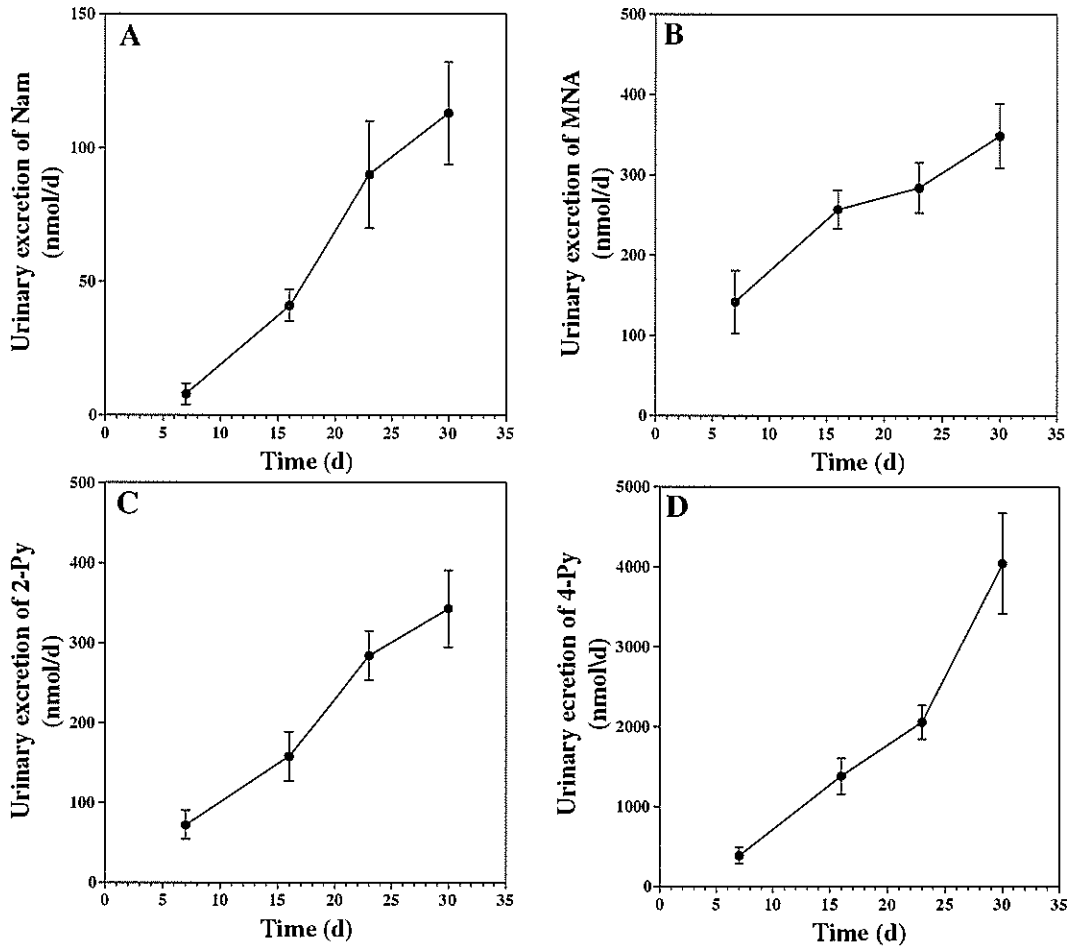 A
Urinary excretion of Nam
(nmol/d)
150
100
50
0
0 5 10 15 20 25 30 35
Time (d)
B
Urinary excretion of MNA
(nmol/d)
500
400
300
200
100
0
0 5 10 15 20 25 30 35
Time (d)
C
Urinary excretion of 2-Py
(nmol/d)
500
400
300
200
100
0
0 5 10 15 20 25 30 35
Time (d)
D
Urinary ecretion of 4-Py
(nmol\d)
5000
4000
3000
2000
1000
0
0 5 10 15 20 25 30 35
Time (d)